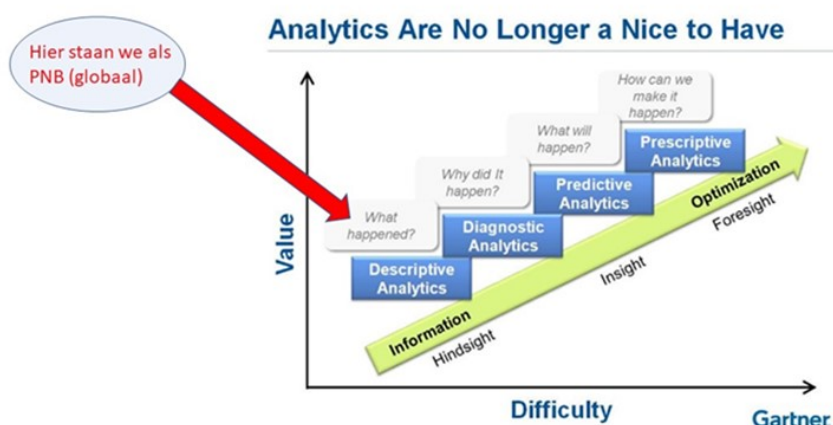 Analytics Are No Longer a Nice to Have
Hier staan we als
PNB (globaal)
How can we
make it
happen?
What will
happen?
Prescriptive
Analytics
Why did It
happen?
Predictive
Analytics
Optimization
What
happened?
Diagnostic
Analytics
Foresight
Value
Descriptive
Analytics
Insight
Information
Hindsight
Difficulty
Gartner